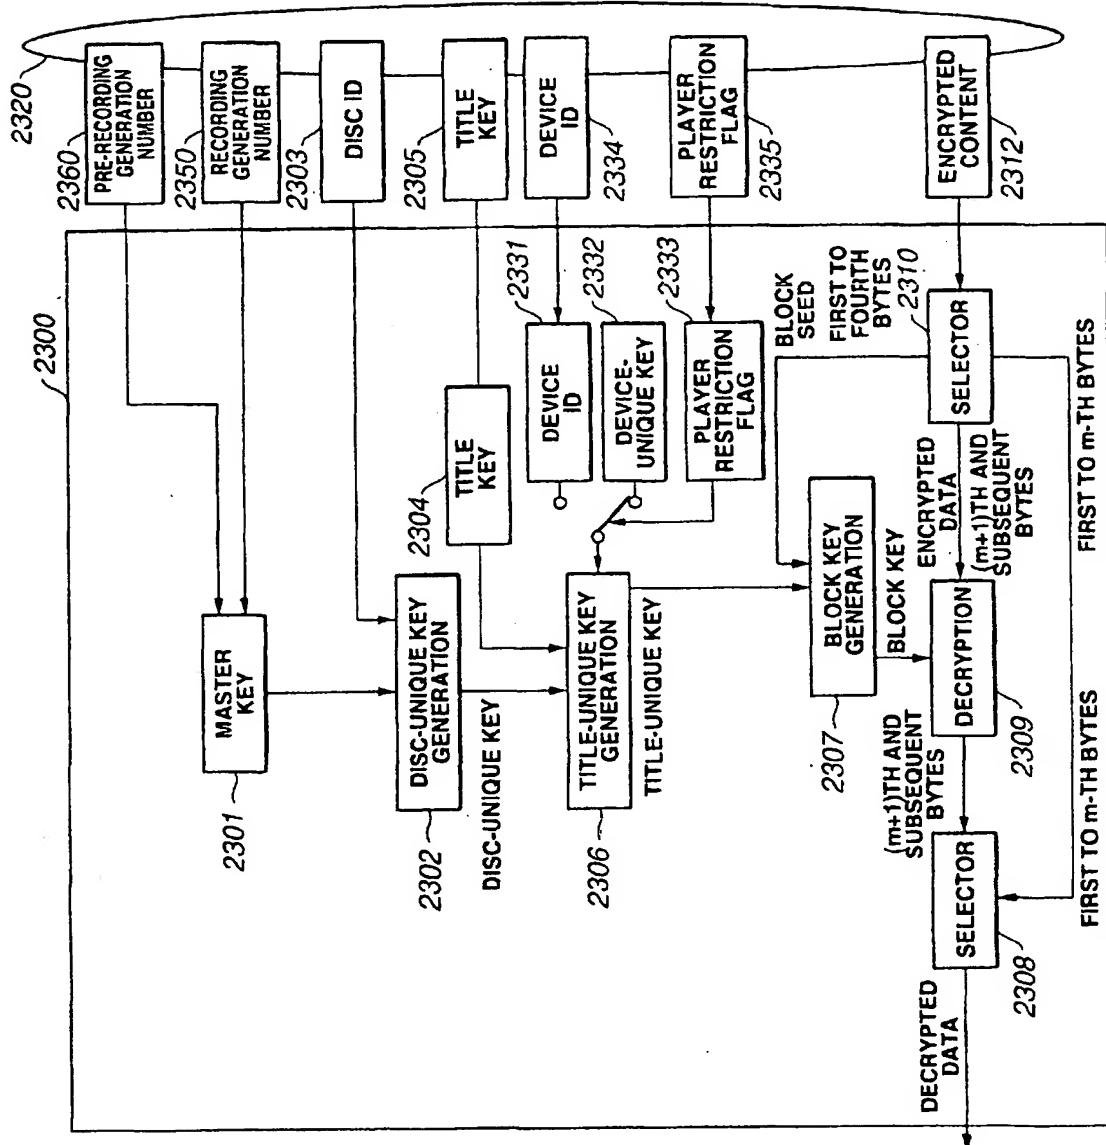 2320
2360
PRE-RECORDING
GENERATION
NUMBER
2350
RECORDING
GENERATION
NUMBER
2303
DISC ID
2305
TITLE
KEY
DEVICE
ID
2334
PLAYER
RESTRICTION
FLAG
2335
ENCRYPTED
CONTENT
2312
2300
2301
MASTER
KEY
2302
DISC-UNIQUE KEY
GENERATION
DISC-UNIQUE KEY
2304
TITLE
KEY
2306
TITLE-UNIQUE KEY
GENERATION
TITLE-UNIQUE KEY
2331
DEVICE
ID
2332
DEVICE-
UNIQUE KEY
2333
PLAYER
RESTRICTION
FLAG
BLOCK
SEED
FIRST TO
FOURTH
BYTES
2310
SELECTOR
2307
BLOCK KEY
GENERATION
BLOCK KEY
ENCRYPTED
DATA
(m+1)TH AND
SUBSEQUENT
BYTES
FIRST TO m-TH BYTES
DECRYPTION
2309
(m+1)TH AND
SUBSEQUENT
BYTES
SELECTOR
2308
FIRST TO m-TH BYTES
DECRYPTED
DATA